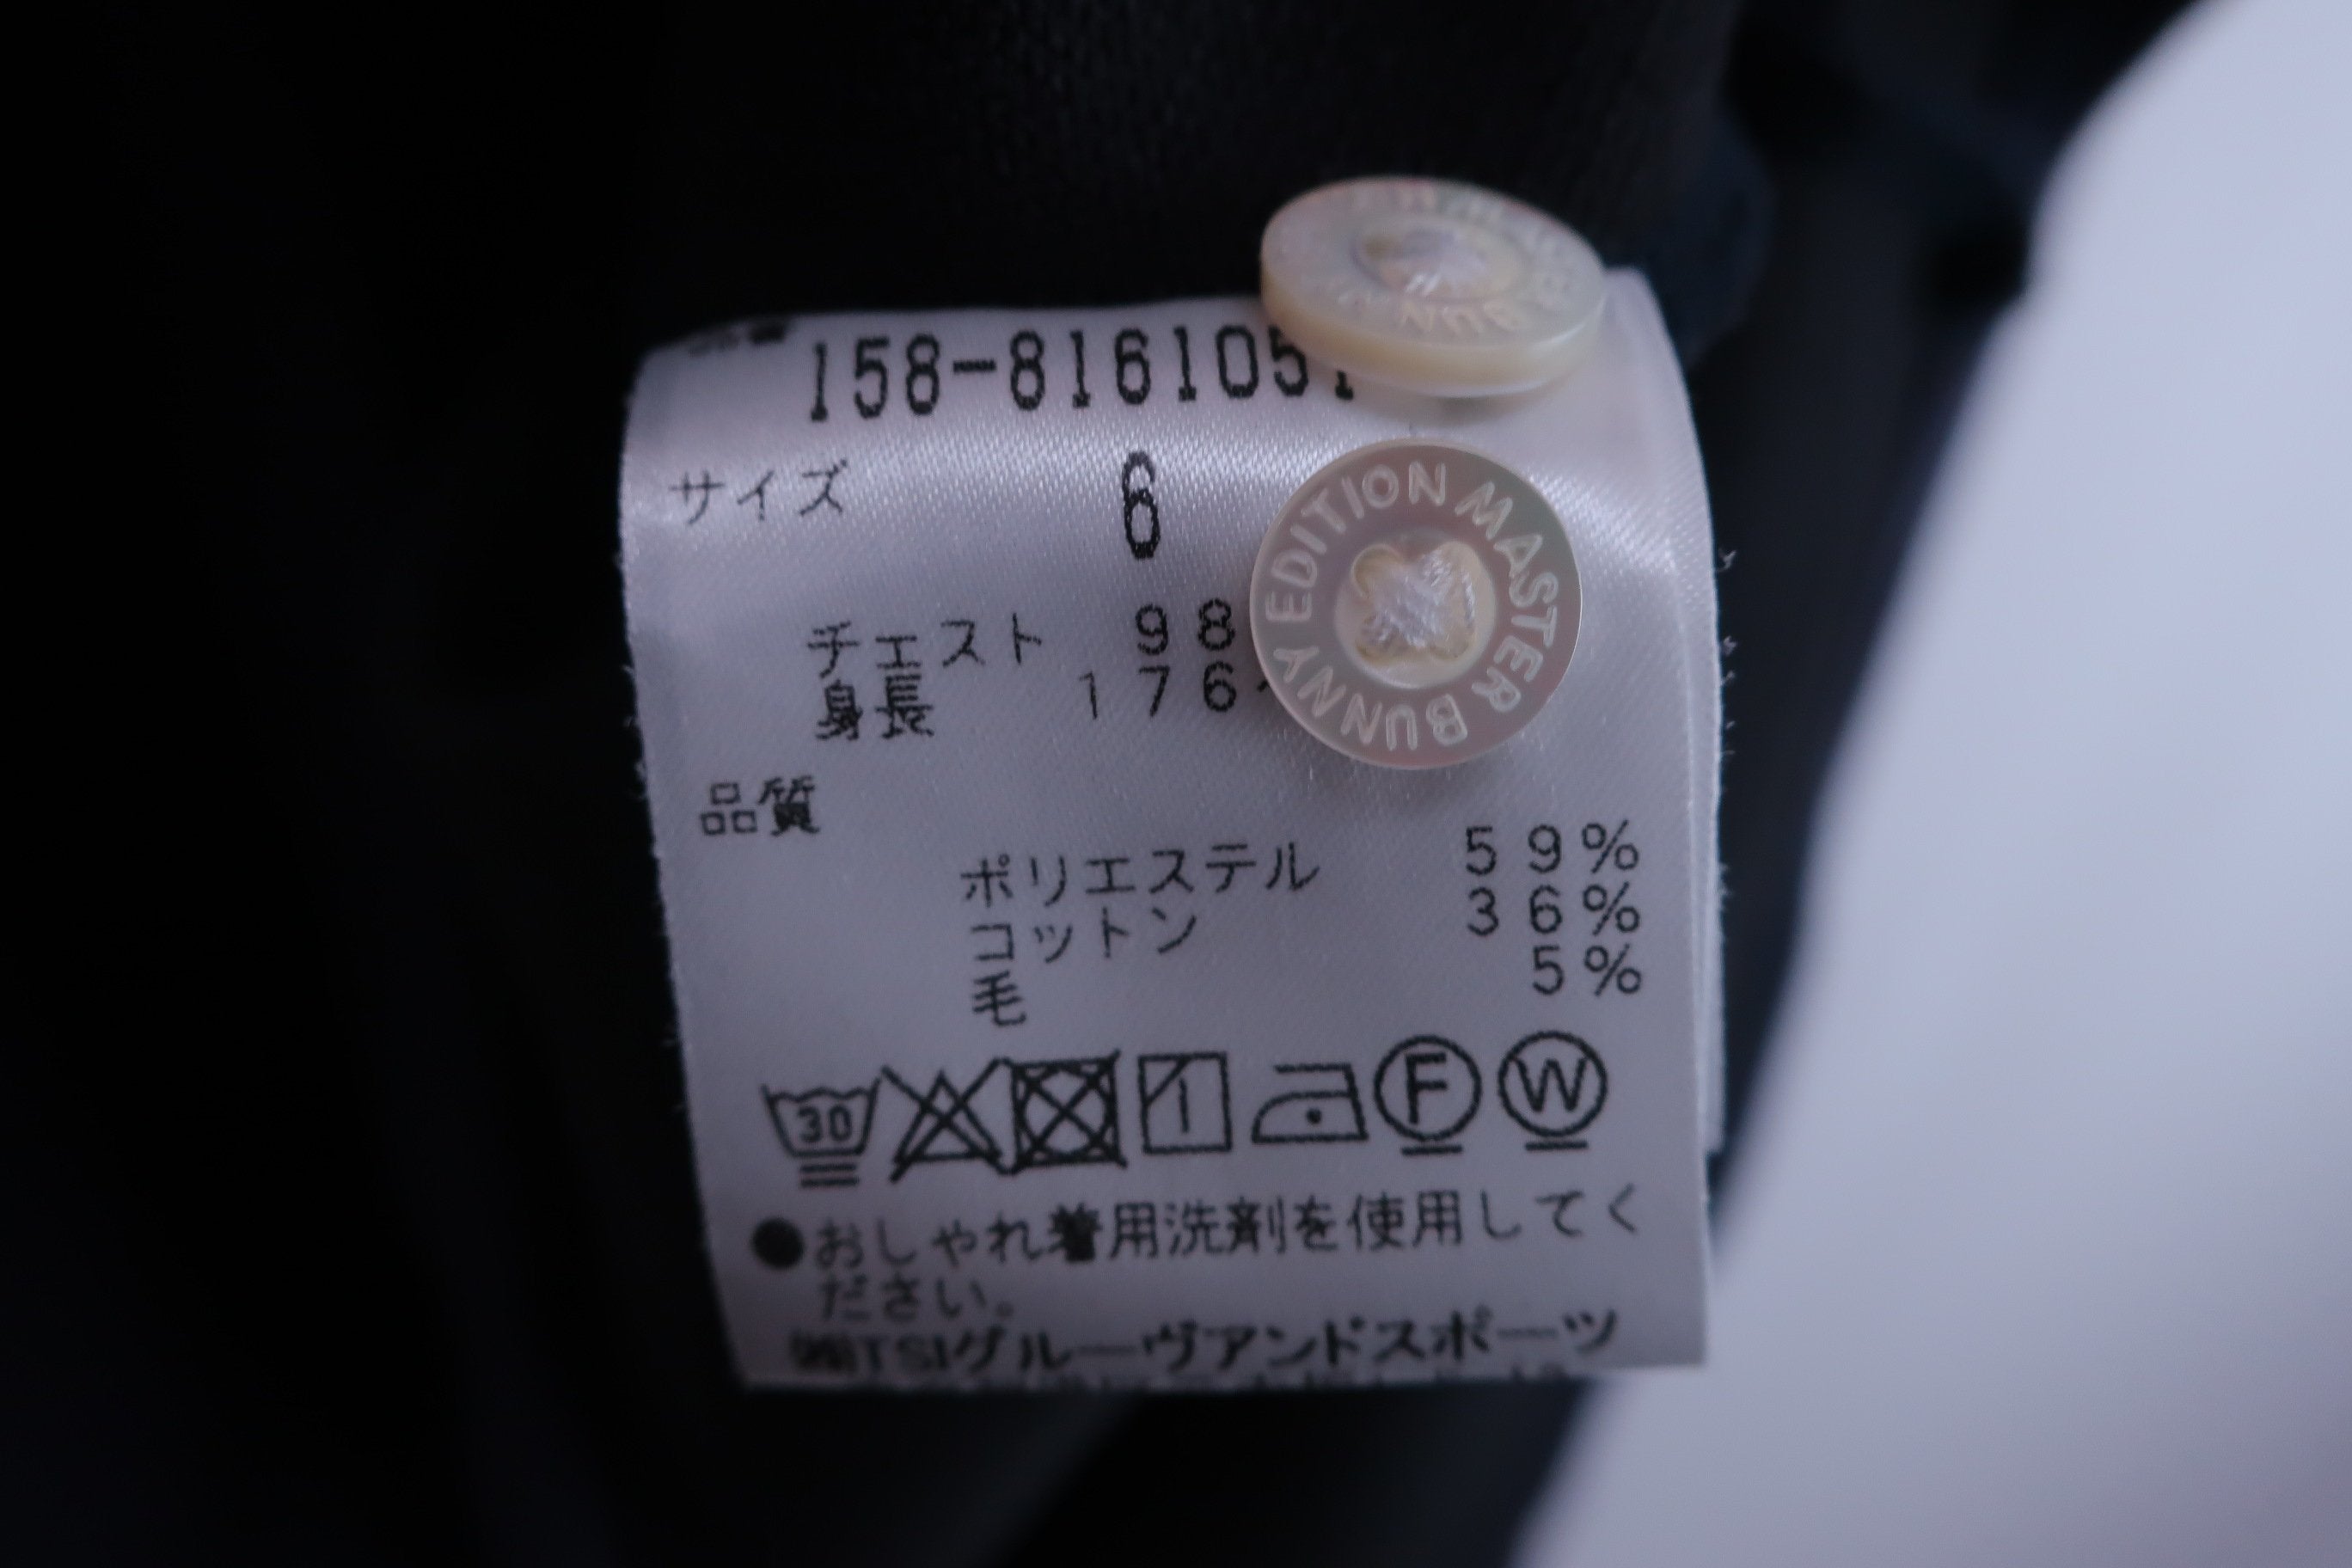 158-8161051
サイズ 6
チェスト 98
身長 176
品質
ポリエステル 59%
コットン 36%
毛 5%
30 F W
●おしゃれ着用洗剤を使用してく
ださい。
㈱TSIグルーヴアンドスポーツ
EDITION MASTER BUNNY